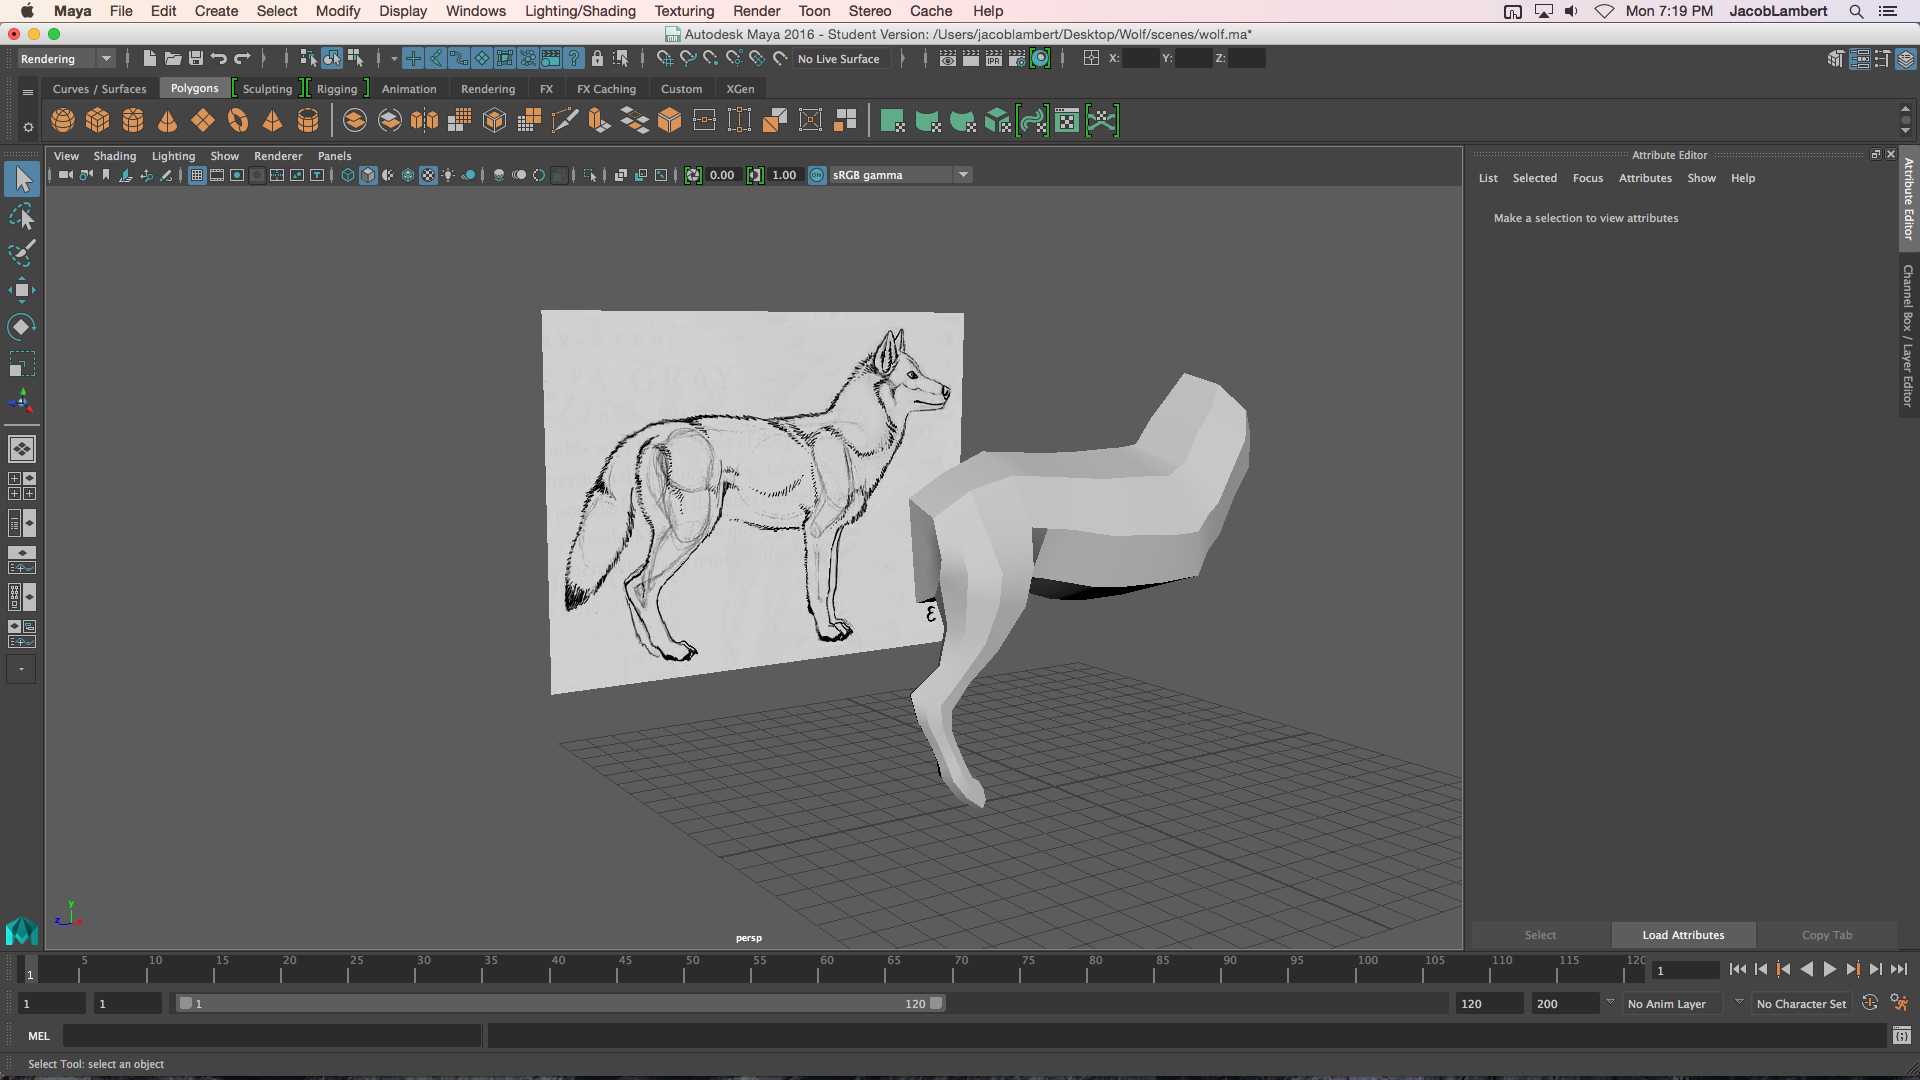 Maya File Edit Create Select Modify Display Windows Lighting/Shading Texturing Render Toon Stereo Cache Help Mon 7:19 PM JacobLambert
Autodesk Maya 2016 - Student Version: /Users/jacoblambert/Desktop/Wolf/scenes/wolf.ma*
Rendering No Live Surface IPR X: Y: Z:
Curves / Surfaces Polygons Sculpting Rigging Animation Rendering FX FX Caching Custom XGen
View Shading Lighting Show Renderer Panels
0.00 1.00 ON sRGB gamma
Attribute Editor
List Selected Focus Attributes Show Help
Make a selection to view attributes
Attribute Editor
Channel Box / Layer Editor
GRAY
y
z x
persp
Select Load Attributes Copy Tab
1 5 10 15 20 25 30 35 40 45 50 55 60 65 70 75 80 85 90 95 100 105 110 115 120 1
1 1 1 120 120 200 No Anim Layer No Character Set
MEL
Select Tool: select an object